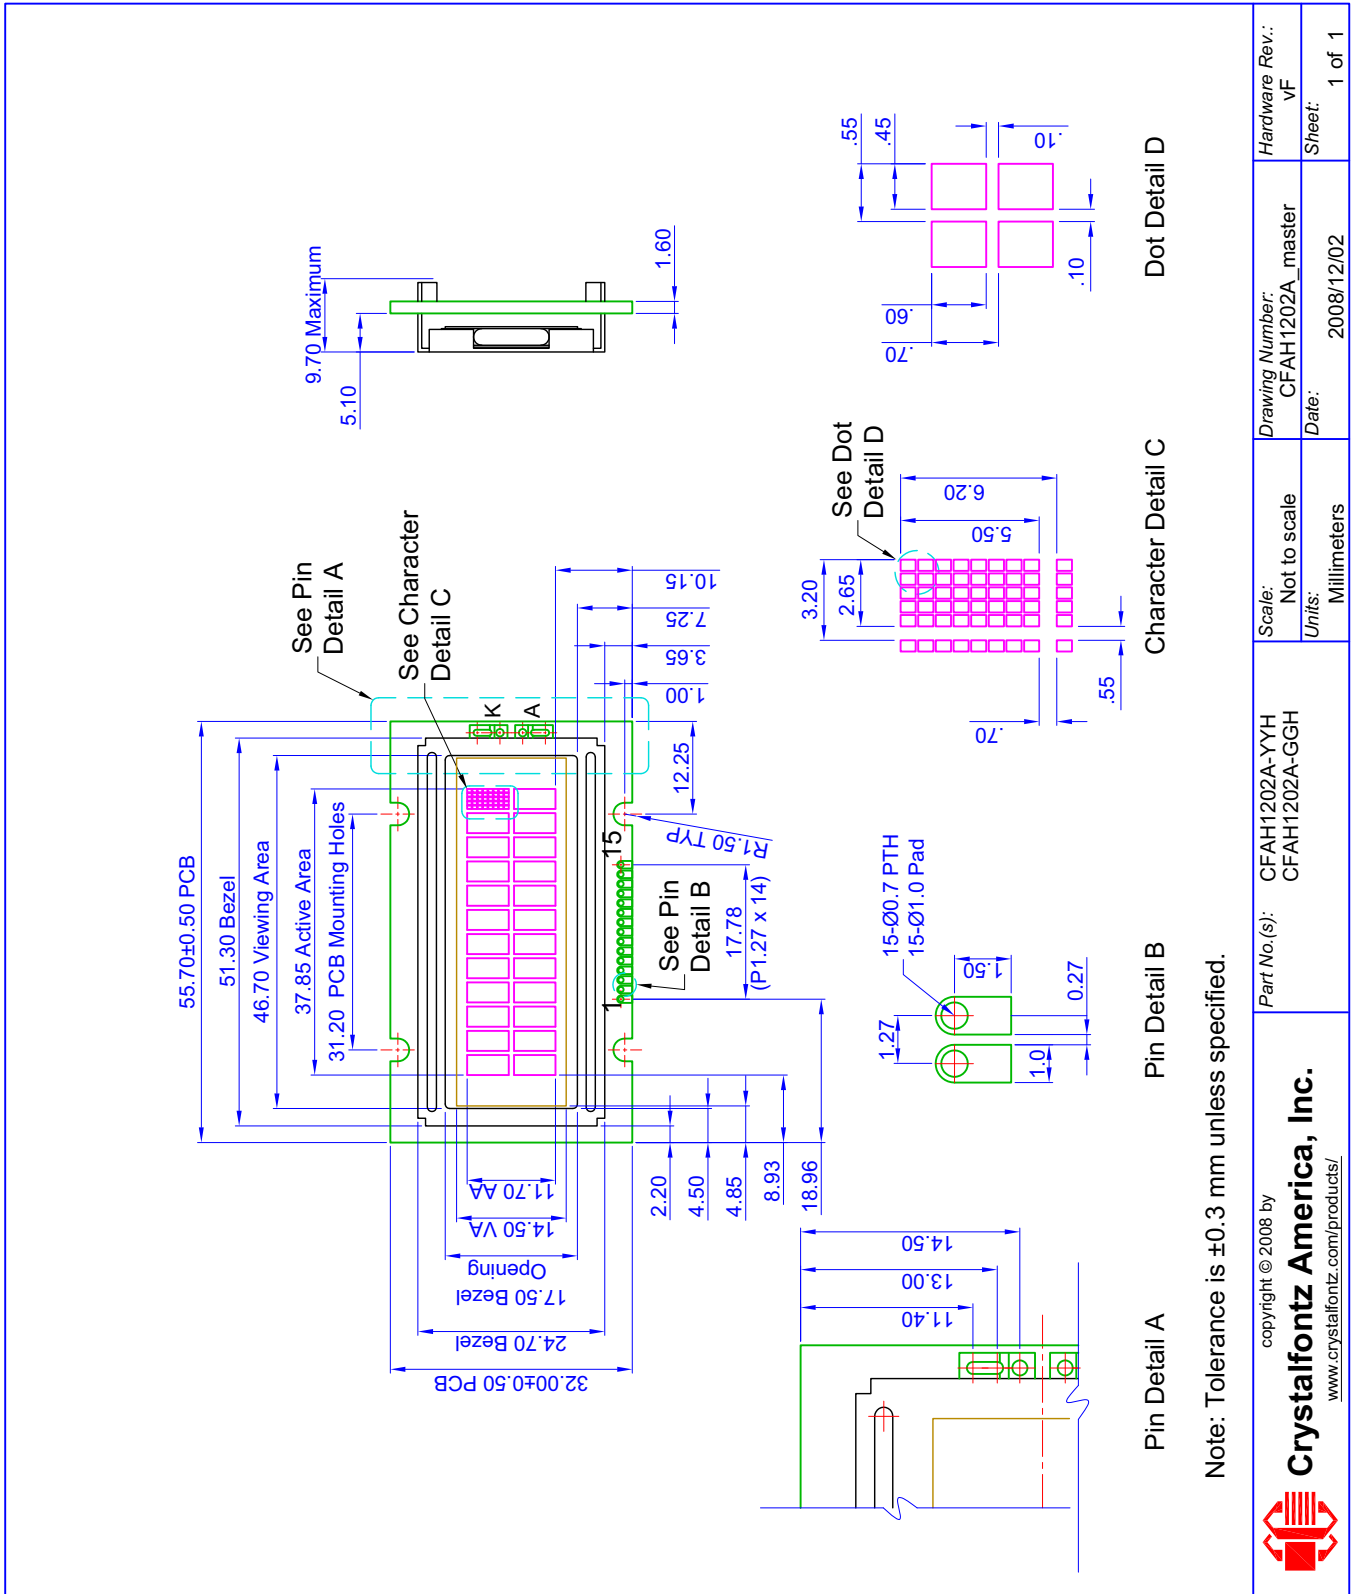 55.70±0.50 PCB
51.30 Bezel
46.70 Viewing Area
37.85 Active Area
31.20 PCB Mounting Holes
See Pin
Detail A
See Character
Detail C
9.70 Maximum
5.10
1.60
K
A
12.25
1.00
3.65
7.25
10.15
R1.50 TYP
15
1
17.78
(P1.27 x 14)
See Pin
Detail B
2.20
4.50
4.85
8.93
18.96
11.70 AA
14.50 VA
17.50 Bezel
Opening
24.70 Bezel
32.00±0.50 PCB
11.40
13.00
14.50
Pin Detail A
1.27
15-Ø0.7 PTH
15-Ø1.0 Pad
1.50
1.0
0.27
Pin Detail B
3.20
2.65
See Dot
Detail D
5.50
6.20
.70
.55
Character Detail C
.55
.45
.10
.60
.70
.10
Dot Detail D
Note: Tolerance is ±0.3 mm unless specified.
copyright © 2008 by
Crystalfontz America, Inc.
www.crystalfontz.com/products/
Part No.(s):
CFAH1202A-YYH
CFAH1202A-GGH
Scale:
Not to scale
Units:
Millimeters
Drawing Number:
CFAH1202A_master
Date:
2008/12/02
Hardware Rev.:
vF
Sheet:
1 of 1